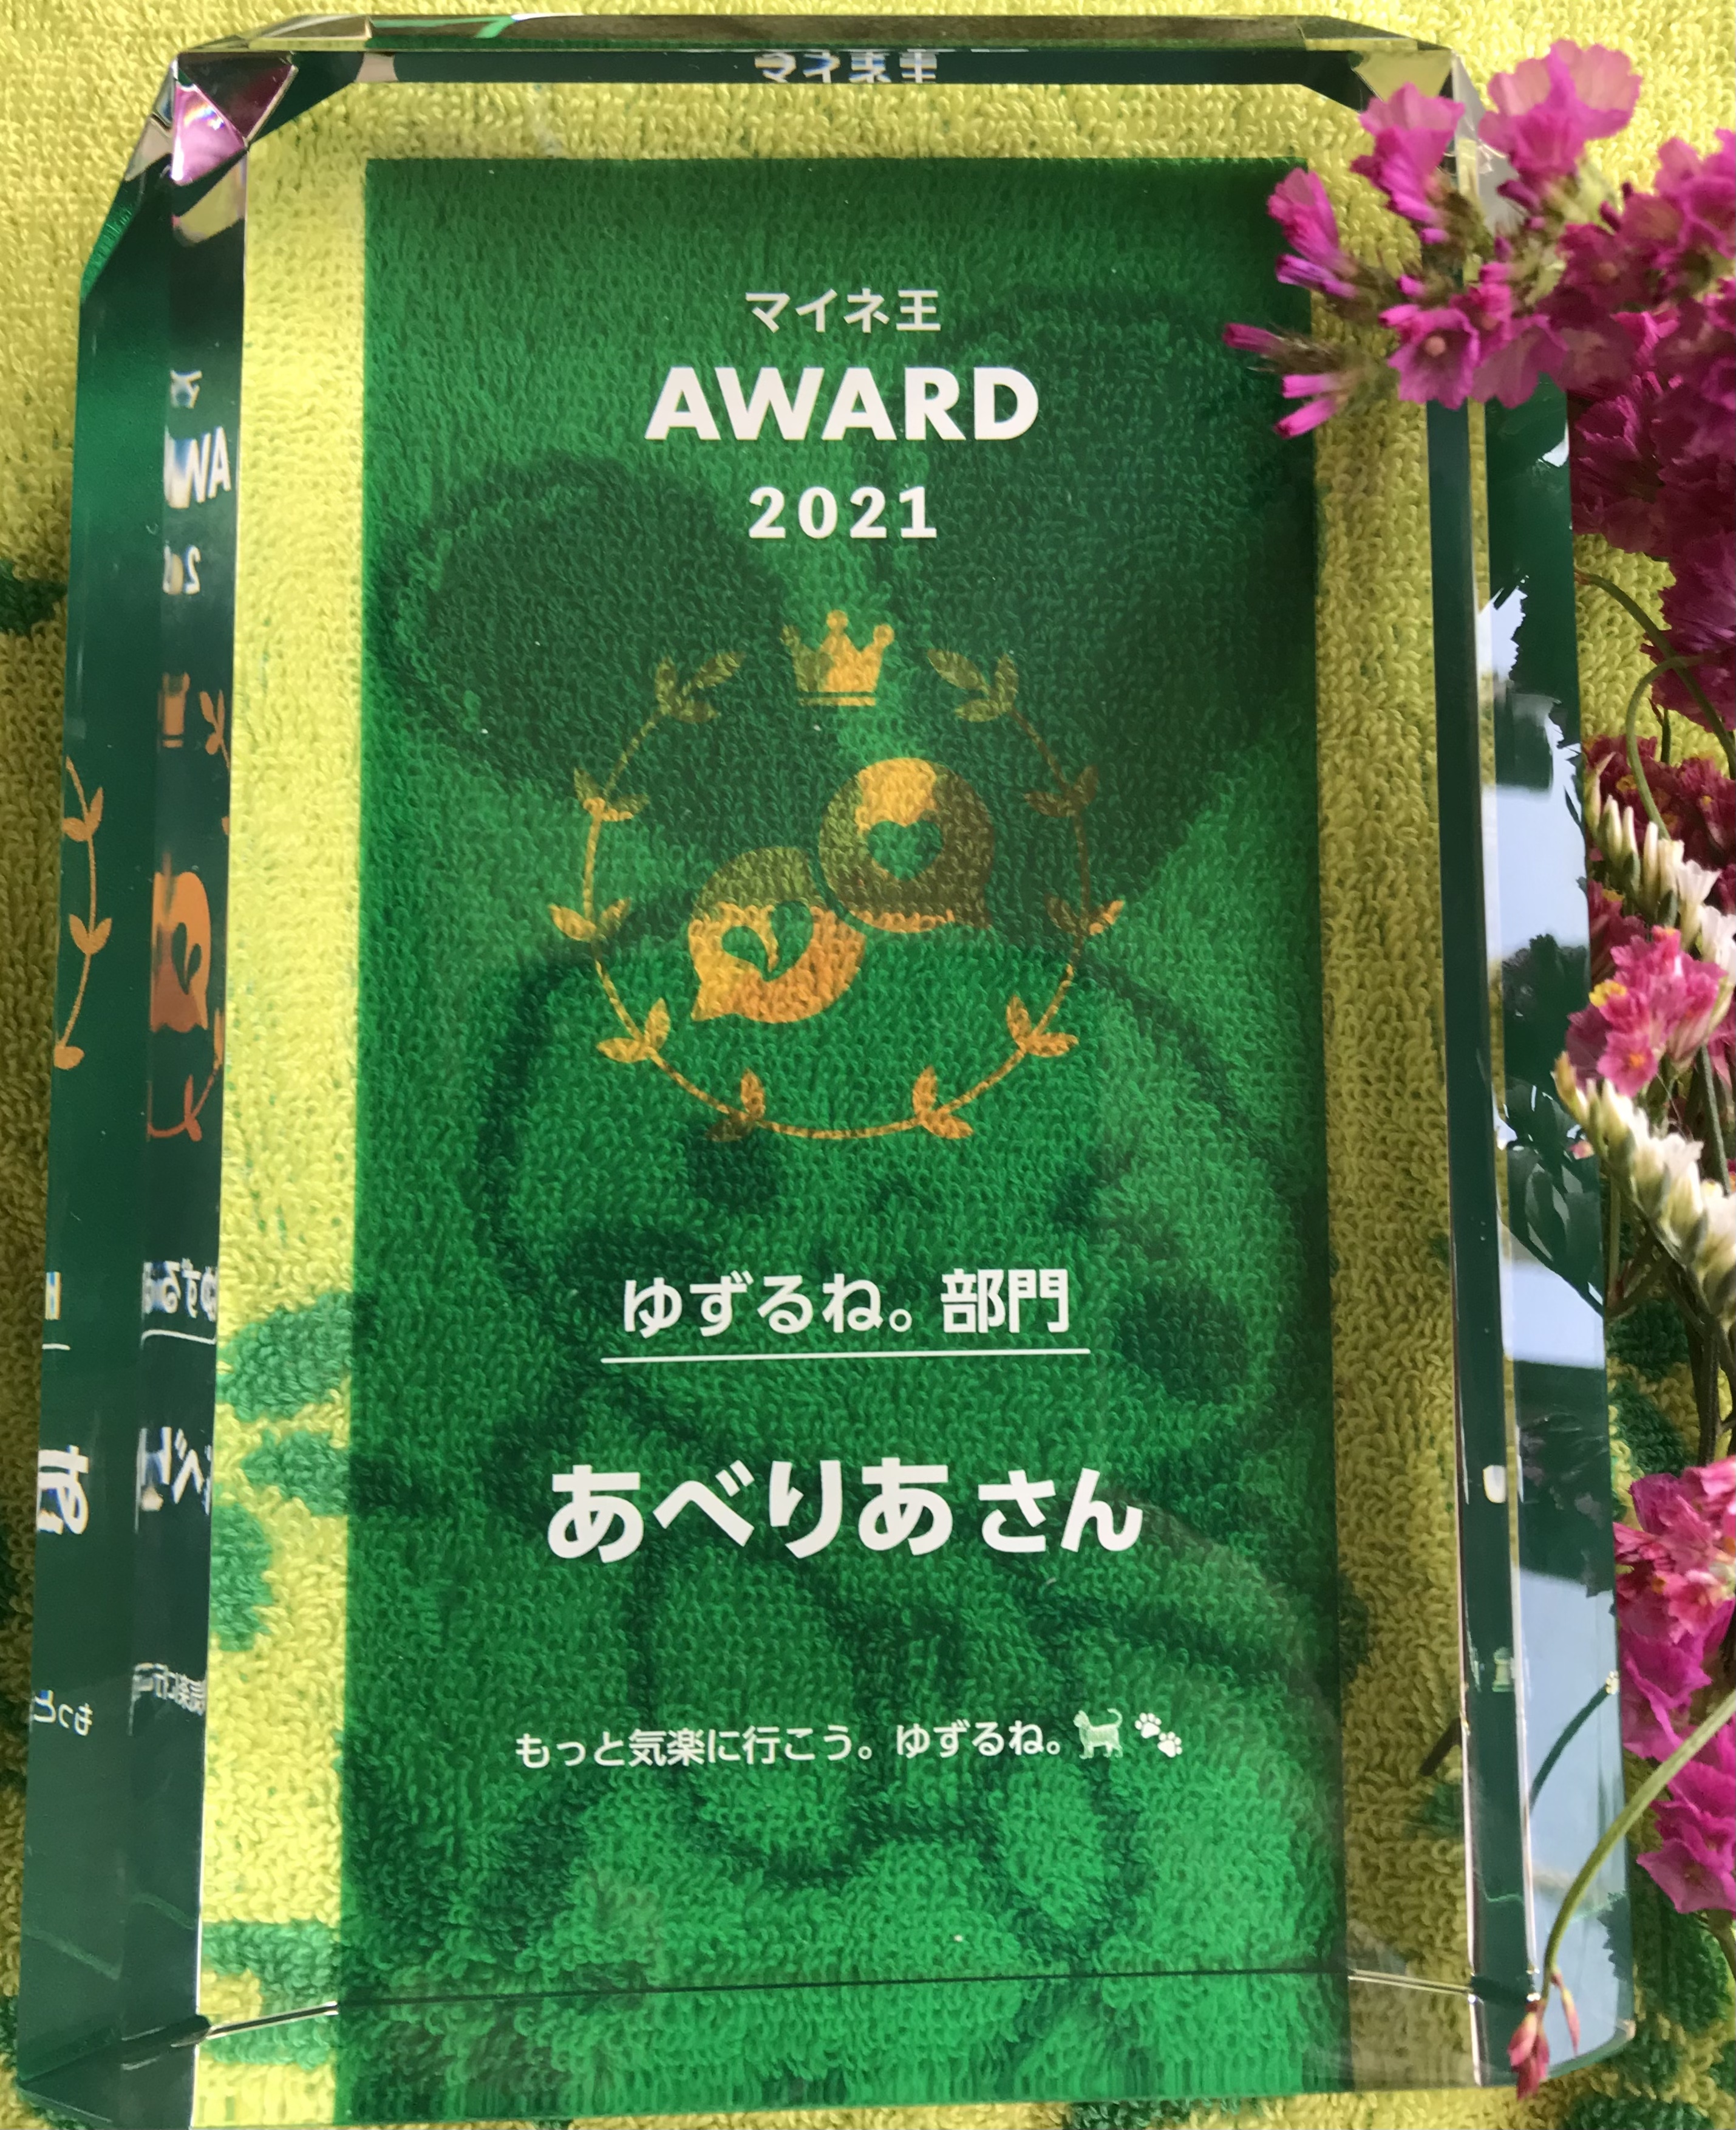 マイネ王
AWARD
2021
ゆずるね。部門
あべりあさん
もっと気楽に行こう。ゆずるね。🐈🐾